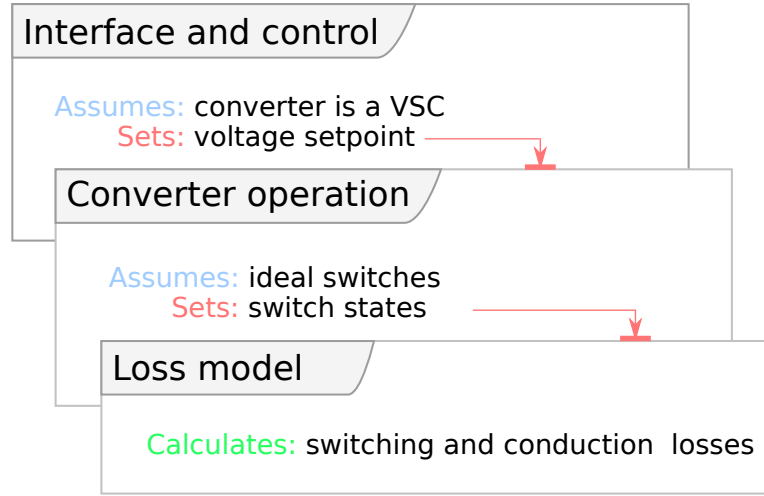 Interface and control
Assumes: converter is a VSC
Sets: voltage setpoint
Converter operation
Assumes: ideal switches
Sets: switch states
Loss model
Calculates: switching and conduction  losses